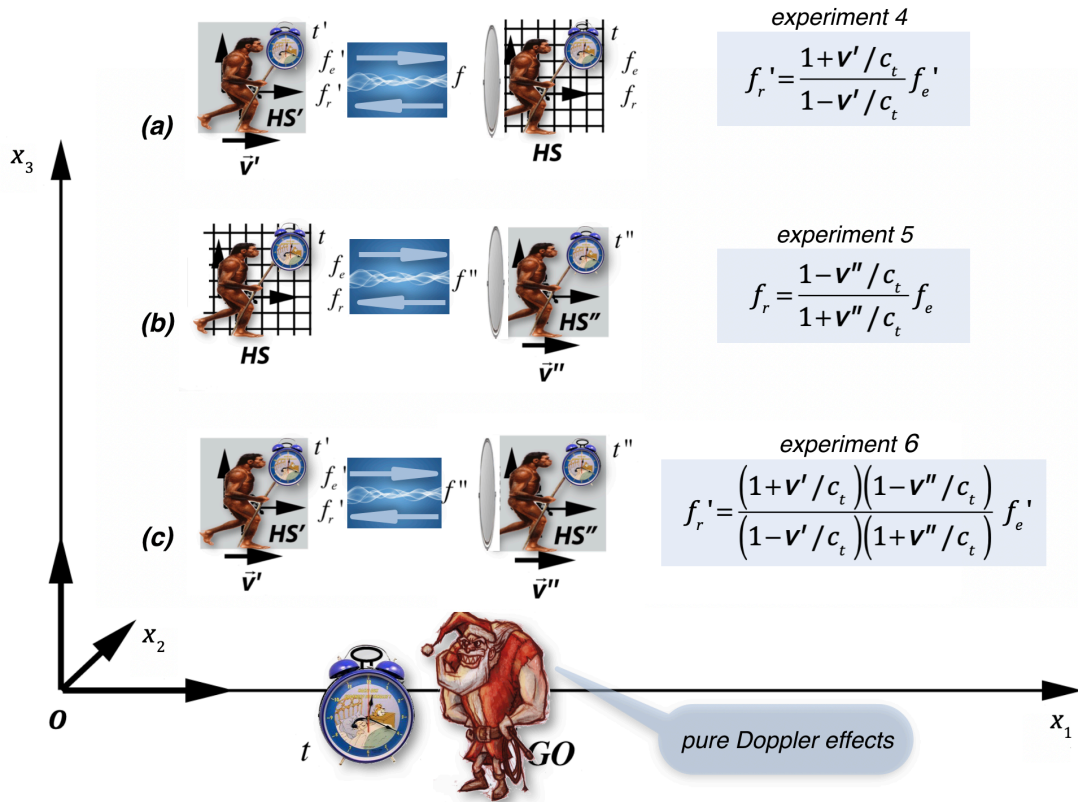 experiment 4
t'
f_e'
f_r'
f
t
f_e
f_r
HS'
HS
(a)
v⃗'
f_r' = (1+v'/c_t)/(1−v'/c_t) f_e'
x_3
experiment 5
t
f_e
f_r
f"
t"
HS"
(b)
HS
v⃗"
f_r = (1−v"/c_t)/(1+v"/c_t) f_e
experiment 6
t'
f_e'
f_r'
f"
t"
HS'
HS"
(c)
v⃗'
v⃗"
f_r' = (1+v'/c_t)(1−v"/c_t)/(1−v'/c_t)(1+v"/c_t) f_e'
x_2
O
x_1
t
GO
pure Doppler effects